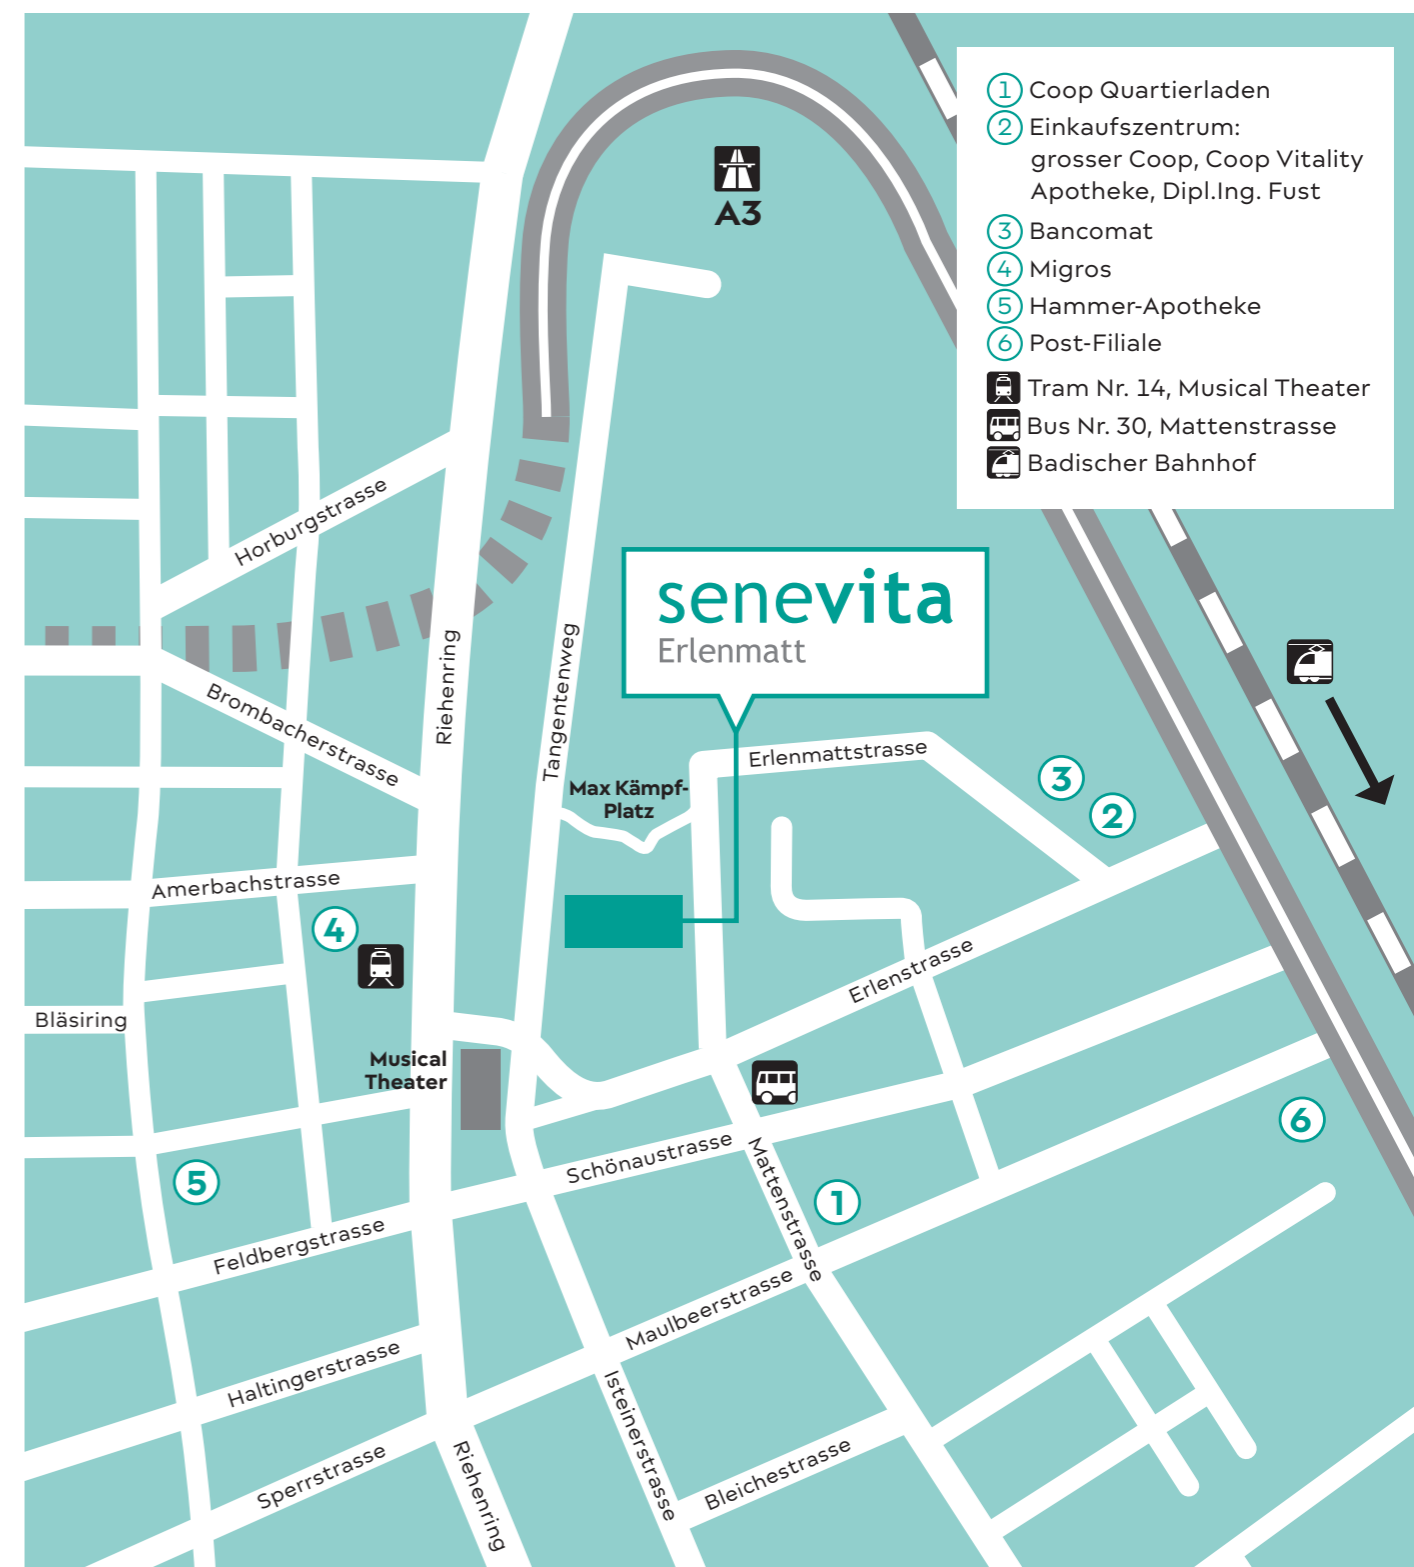 1 Coop Quartierladen
2 Einkaufszentrum:
grosser Coop, Coop Vitality
Apotheke, Dipl.Ing. Fust
3 Bancomat
4 Migros
5 Hammer-Apotheke
6 Post-Filiale
Tram Nr. 14, Musical Theater
Bus Nr. 30, Mattenstrasse
Badischer Bahnhof
A3
Horburgstrasse
senevita
Erlenmatt
Riehenring
Tangentenweg
Brombacherstrasse
Erlenmattstrasse
Max Kämpf-
Platz
3
2
Amerbachstrasse
4
Erlenstrasse
Bläsiring
Musical
Theater
6
Schönaustrasse
Mattenstrasse
5
1
Feldbergstrasse
Maulbeerstrasse
Haltingerstrasse
Isteinerstrasse
Sperrstrasse
Riehenring
Bleichestrasse